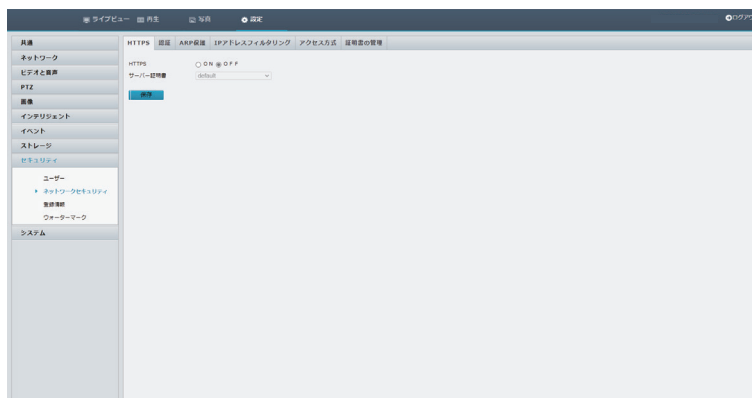 ライブビュー 再生 写真 設定 ログアウ
共通
ネットワーク
ビデオと音声
PTZ
画像
インテリジェント
イベント
ストレージ
セキュリティ
ユーザー
ネットワークセキュリティ
登録情報
ウォーターマーク
システム
HTTPS 認証 ARP保護 IPアドレスフィルタリング アクセス方式 証明書の管理
HTTPS ON OFF
サーバー証明書 default
保存